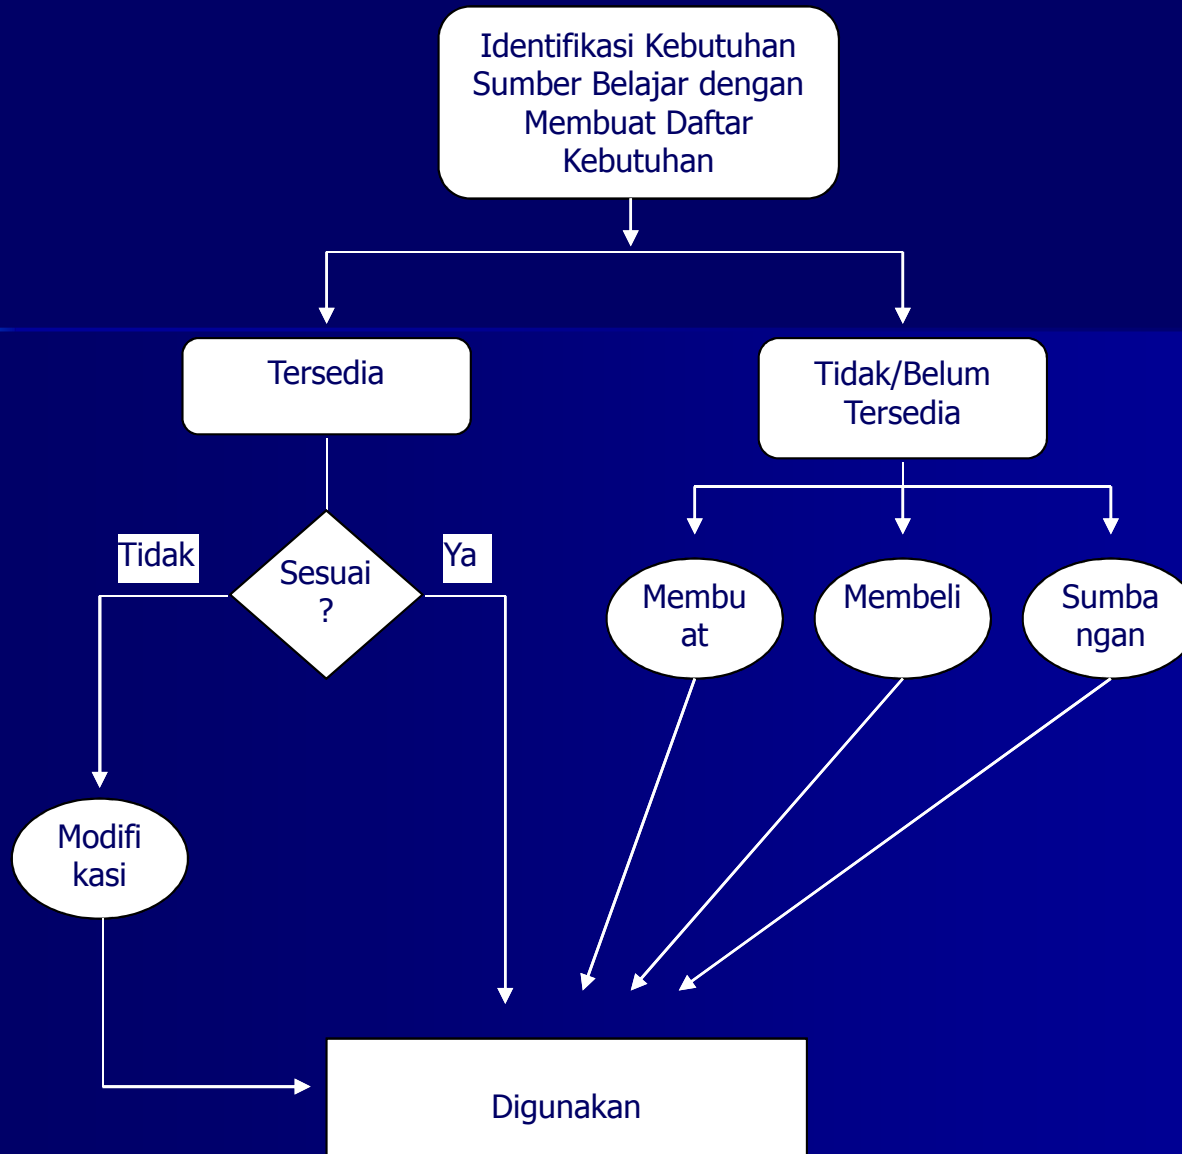 Identifikasi Kebutuhan
Sumber Belajar dengan
Membuat Daftar
Kebutuhan
Tersedia
Tidak/Belum
Tersedia
Tidak
Sesuai
?
Ya
Membu
at
Membeli
Sumba
ngan
Modifi
kasi
Digunakan